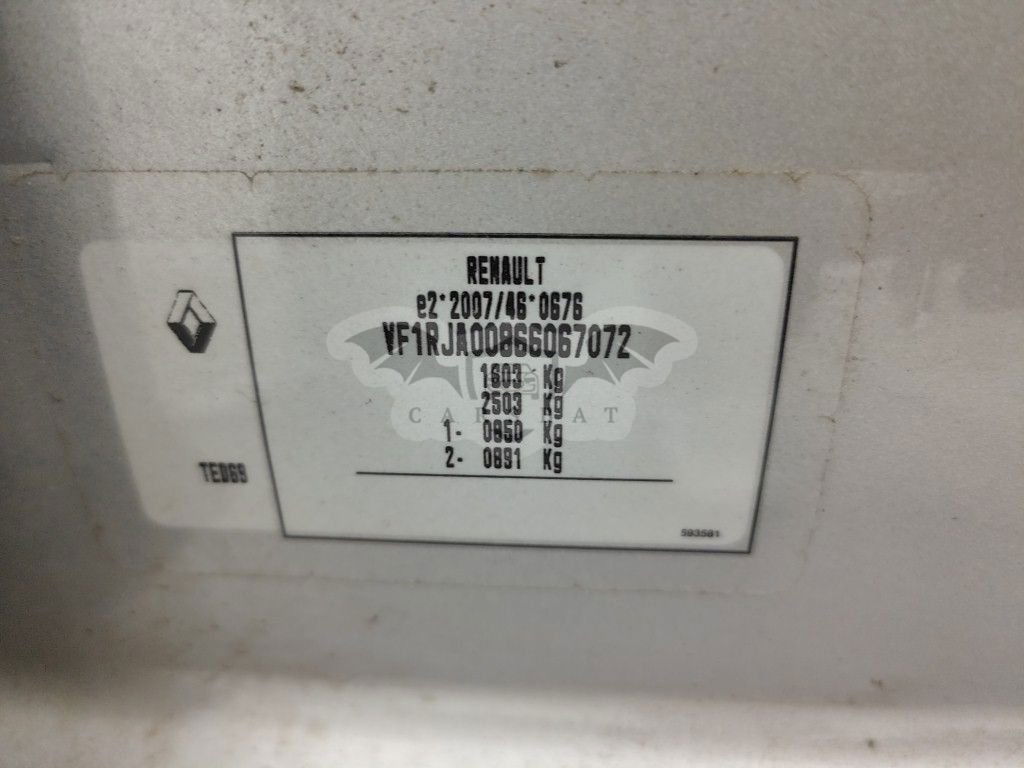 RENAULT
e2*2007/46*0676
VF1RJA00866067072
1603 Kg
2503 Kg
1- 0850 Kg
2- 0891 Kg
TED69
593581